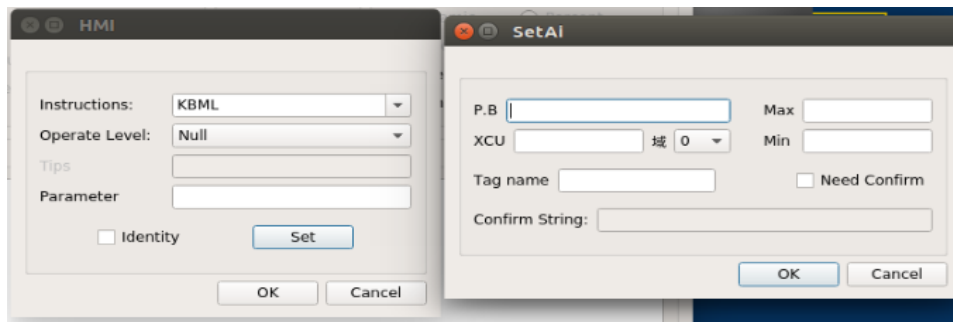 HMI
Instructions: KBML
Operate Level: Null
Tips
Parameter
Identity Set
OK Cancel
SetAi
P.B Max
XCU 域 0 Min
Tag name Need Confirm
Confirm String:
OK Cancel